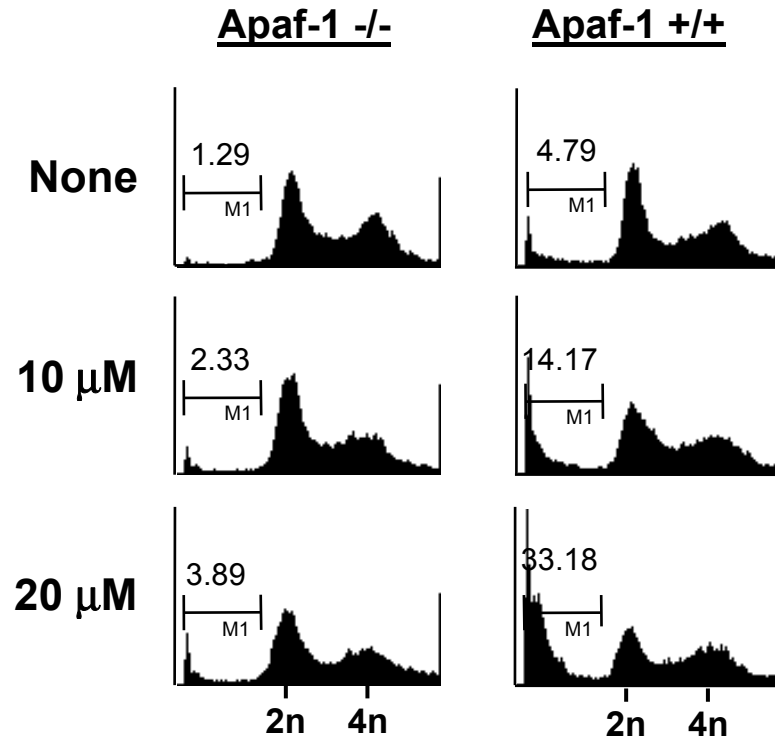 Apaf-1 -/- Apaf-1 +/+
None
1.29
M1
4.79
M1
10 μM
2.33
M1
14.17
M1
20 μM
3.89
M1
33.18
M1
2n 4n 2n 4n